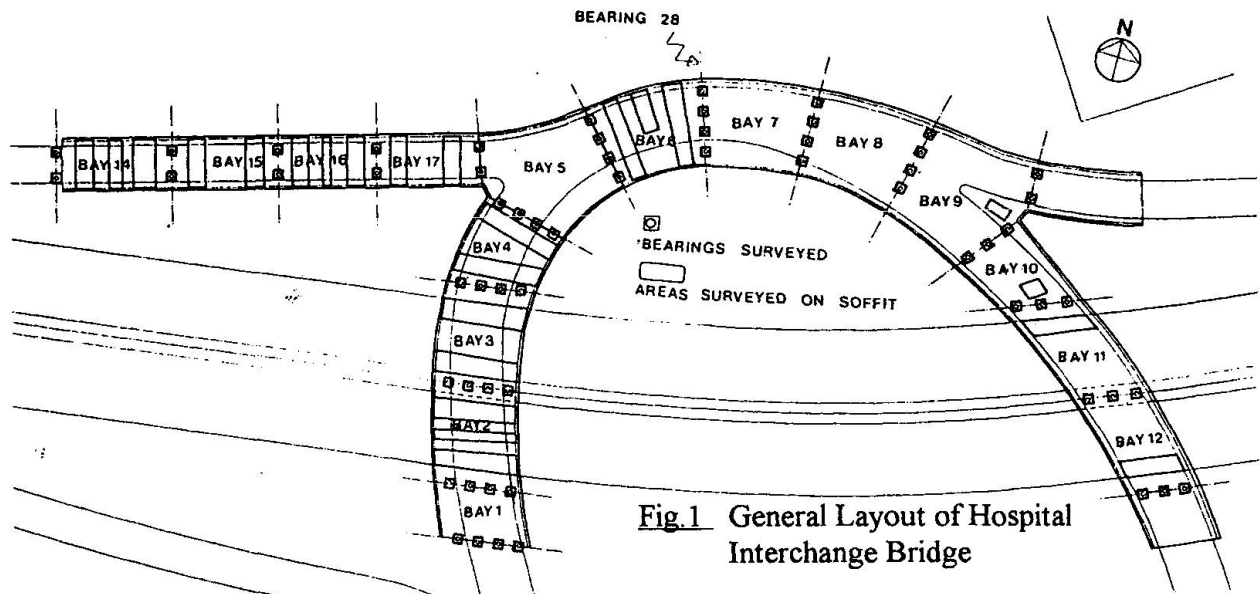 BEARING 28
N
BAY 14
BAY 15
BAY 16
BAY 17
BAY 5
BAY 6
BAY 7
BAY 8
BAY 9
BAY 4
BEARINGS SURVEYED
AREAS SURVEYED ON SOFFIT
BAY 10
BAY 3
BAY 11
BAY 2
BAY 12
BAY 1
Fig.1 General Layout of Hospital
Interchange Bridge